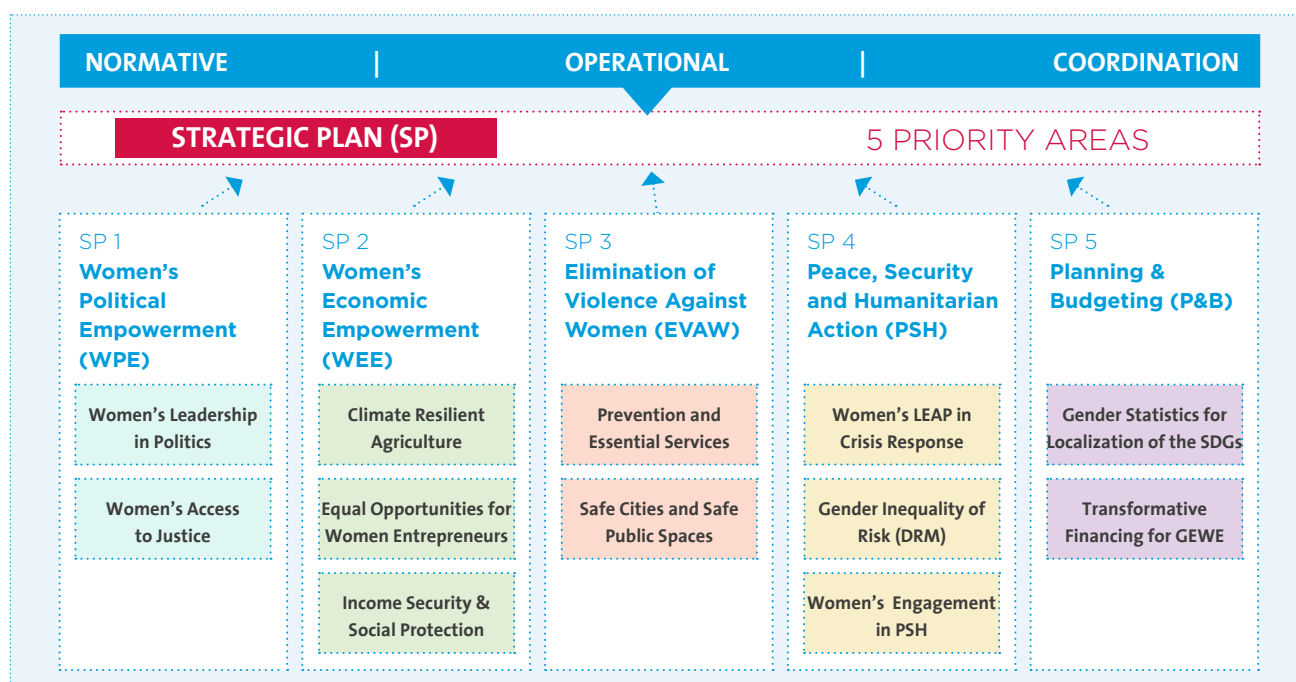 NORMATIVE | OPERATIONAL | COORDINATION
STRATEGIC PLAN (SP) 5 PRIORITY AREAS
SP 1
Women's
Political
Empowerment
(WPE)
Women's Leadership
in Politics
Women's Access
to Justice
SP 2
Women's
Economic
Empowerment
(WEE)
Climate Resilient
Agriculture
Equal Opportunities for
Women Entrepreneurs
Income Security &
Social Protection
SP 3
Elimination of
Violence Against
Women (EVAW)
Prevention and
Essential Services
Safe Cities and Safe
Public Spaces
SP 4
Peace, Security
and Humanitarian
Action (PSH)
Women's LEAP in
Crisis Response
Gender Inequality of
Risk (DRM)
Women's Engagement
in PSH
SP 5
Planning &
Budgeting (P&B)
Gender Statistics for
Localization of the SDGs
Transformative
Financing for GEWE